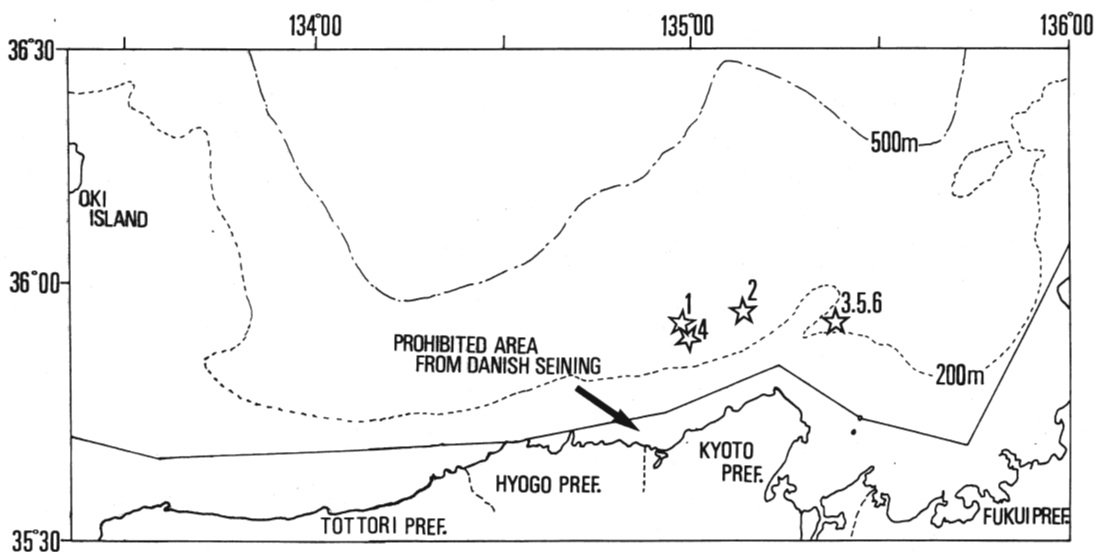 134°00
135°00
136°00
36°30
500m
OKI
ISLAND
36°00
1
2
3.5.6
4
PROHIBITED AREA
FROM DANISH SEINING
200m
KYOTO
PREF.
HYOGO PREF.
TOTTORI PREF.
FUKUI PREF.
35°30